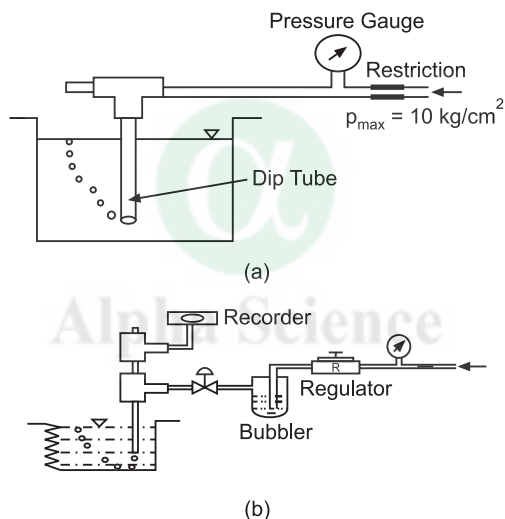 Pressure Gauge
Restriction
p_max = 10 kg/cm²
Dip Tube
(a)
α
Alpha Science
Recorder
R
Regulator
Bubbler
(b)